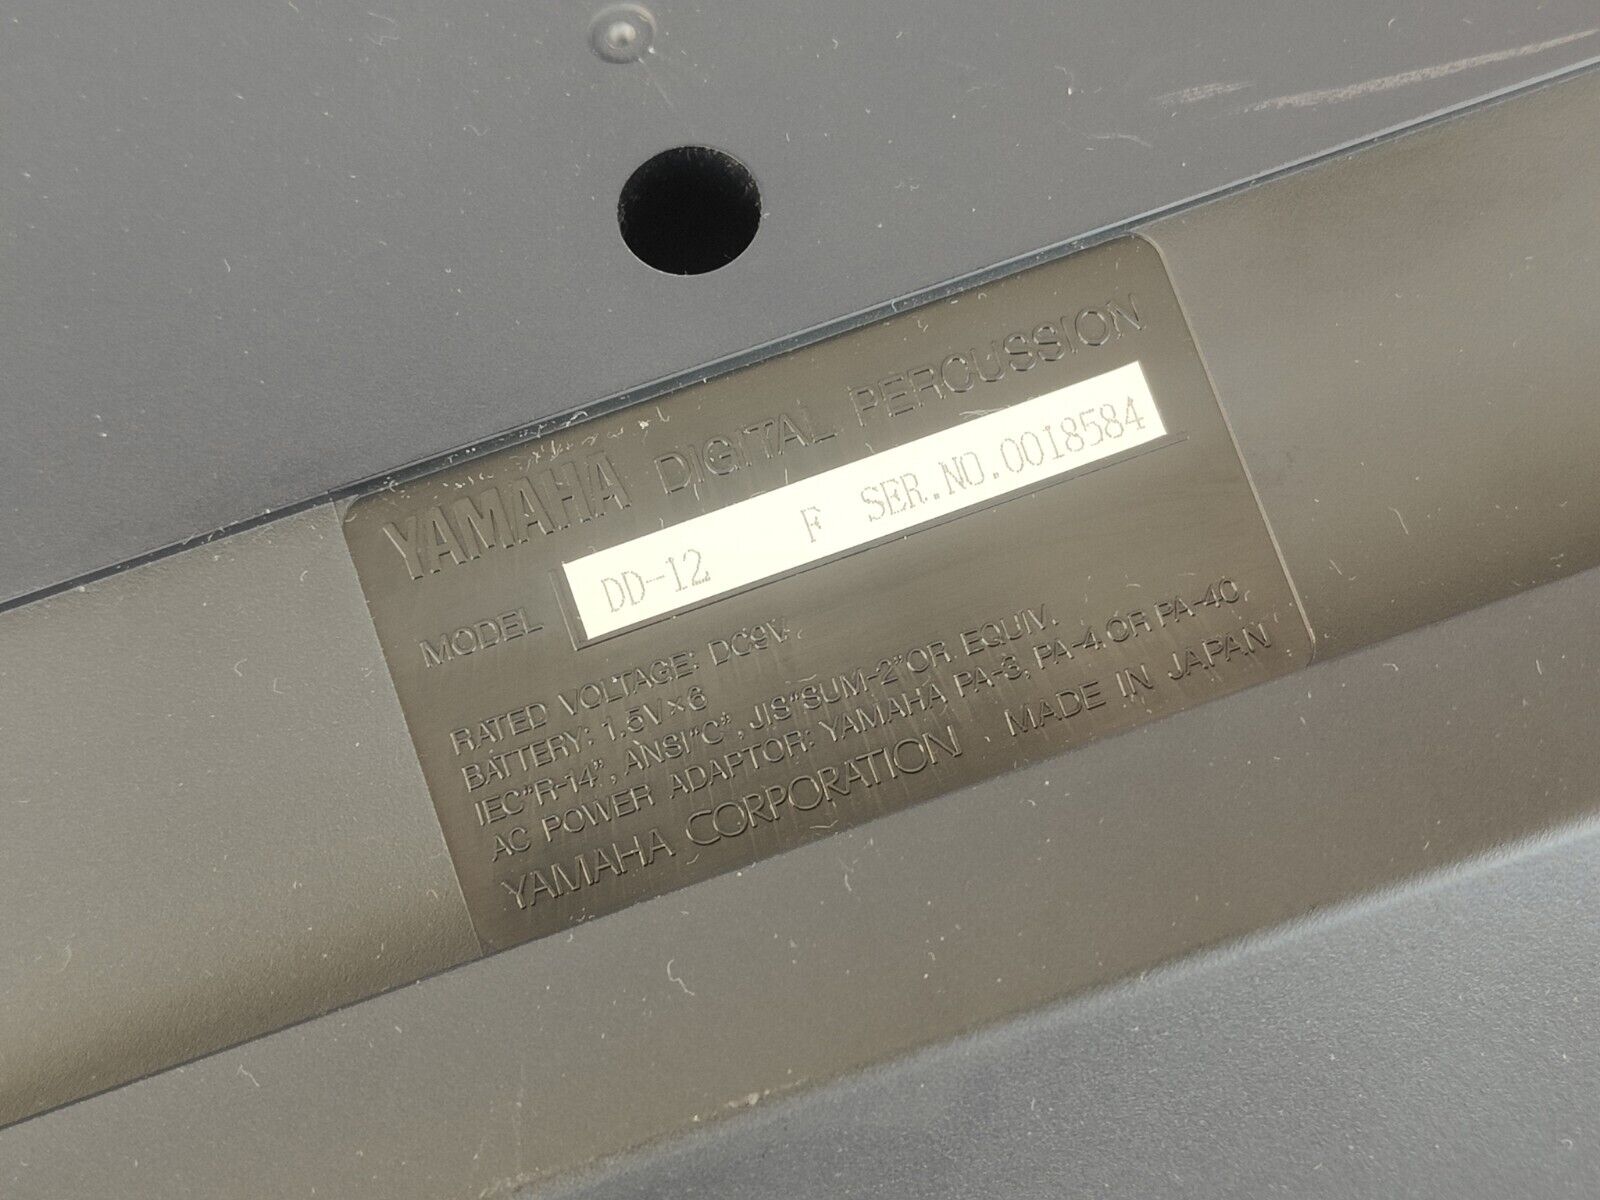 YAMAHA DIGITAL PERCUSSION
MODEL DD-12 F SER.NO.0018584
RATED VOLTAGE: DC9V
BATTERY: 1.5V×6
IEC"R-14", ANSI"C", JIS"SUM-2"OR EQUIV.
AC POWER ADAPTOR: YAMAHA PA-3, PA-4 OR PA-40
YAMAHA CORPORATION MADE IN JAPAN